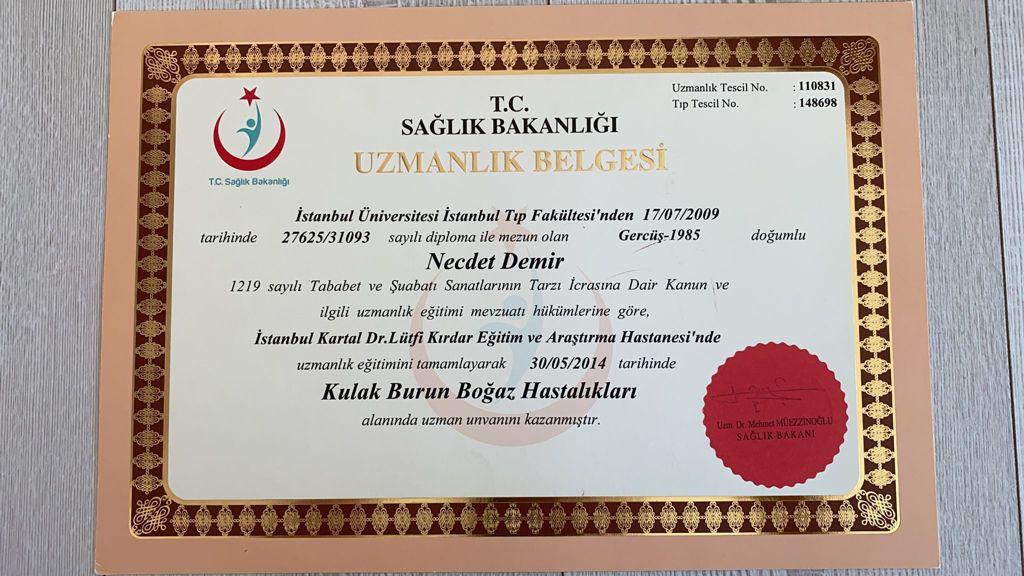 Uzmanlık Tescil No. : 110831
Tıp Tescil No. : 148698
T.C.
SAĞLIK BAKANLIĞI
UZMANLIK BELGESİ
T.C. Sağlık Bakanlığı
İstanbul Üniversitesi İstanbul Tıp Fakültesi'nden 17/07/2009
tarihinde 27625/31093 sayılı diploma ile mezun olan Gercüş-1985 doğumlu
Necdet Demir
1219 sayılı Tababet ve Şuabatı Sanatlarının Tarzı İcrasına Dair Kanun ve
ilgili uzmanlık eğitimi mevzuatı hükümlerine göre,
İstanbul Kartal Dr.Lütfi Kırdar Eğitim ve Araştırma Hastanesi'nde
uzmanlık eğitimini tamamlayarak 30/05/2014 tarihinde
Kulak Burun Boğaz Hastalıkları
alanında uzman unvanını kazanmıştır.
Uzm. Dr. Mehmet MÜEZZİNOĞLU
SAĞLIK BAKANI